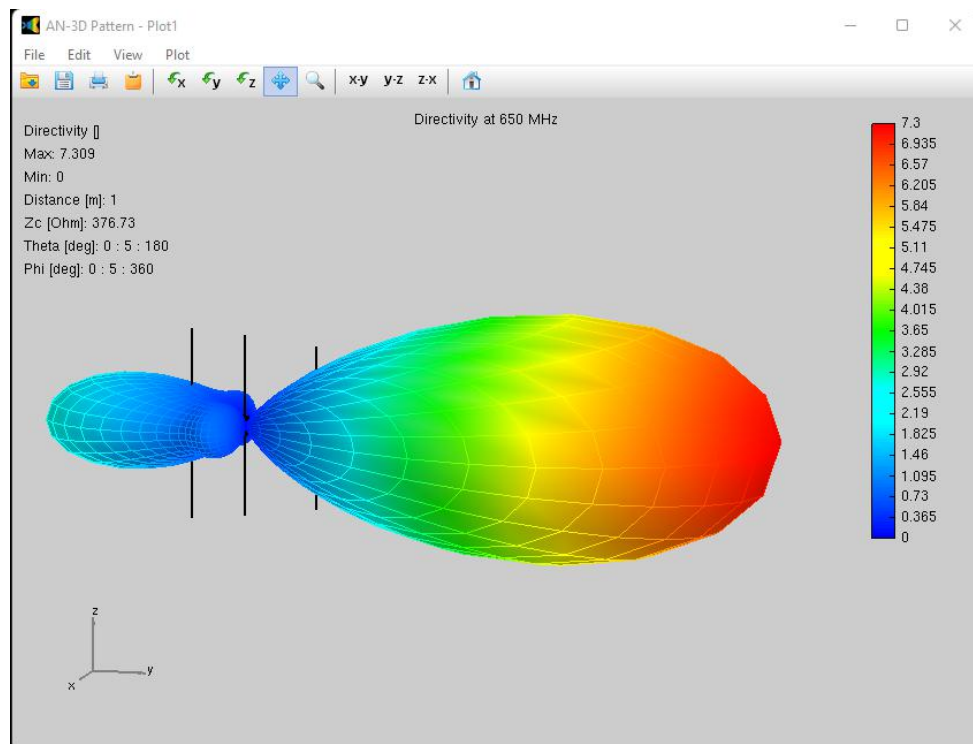 AN-3D Pattern - Plot1
File Edit View Plot
x y z x-y y-z z-x
Directivity at 650 MHz
Directivity []
Max: 7.309
Min: 0
Distance [m]: 1
Zc [Ohm]: 376.73
Theta [deg]: 0 : 5 : 180
Phi [deg]: 0 : 5 : 360
7.3
6.935
6.57
6.205
5.84
5.475
5.11
4.745
4.38
4.015
3.65
3.285
2.92
2.555
2.19
1.825
1.46
1.095
0.73
0.365
0
z
y
x